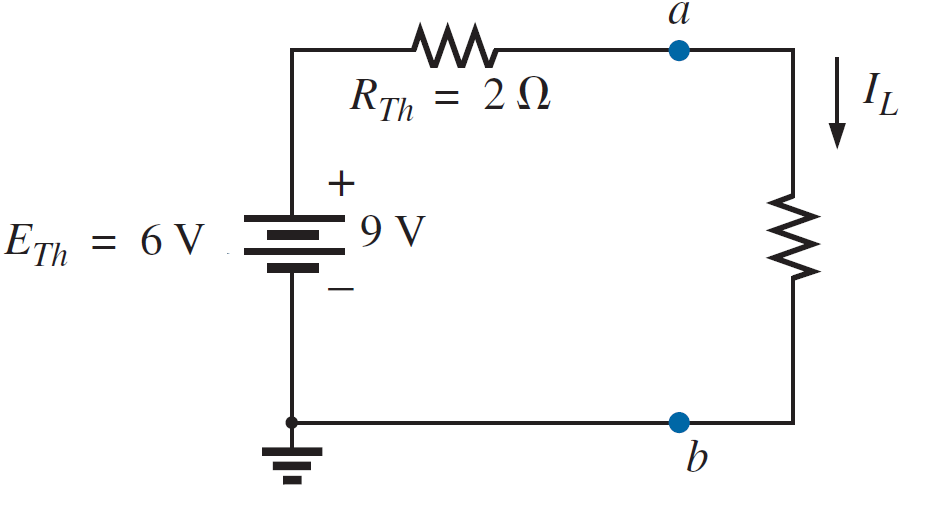 a
R_Th = 2 Ω
I_L
+
E_Th = 6 V
9 V
−
b